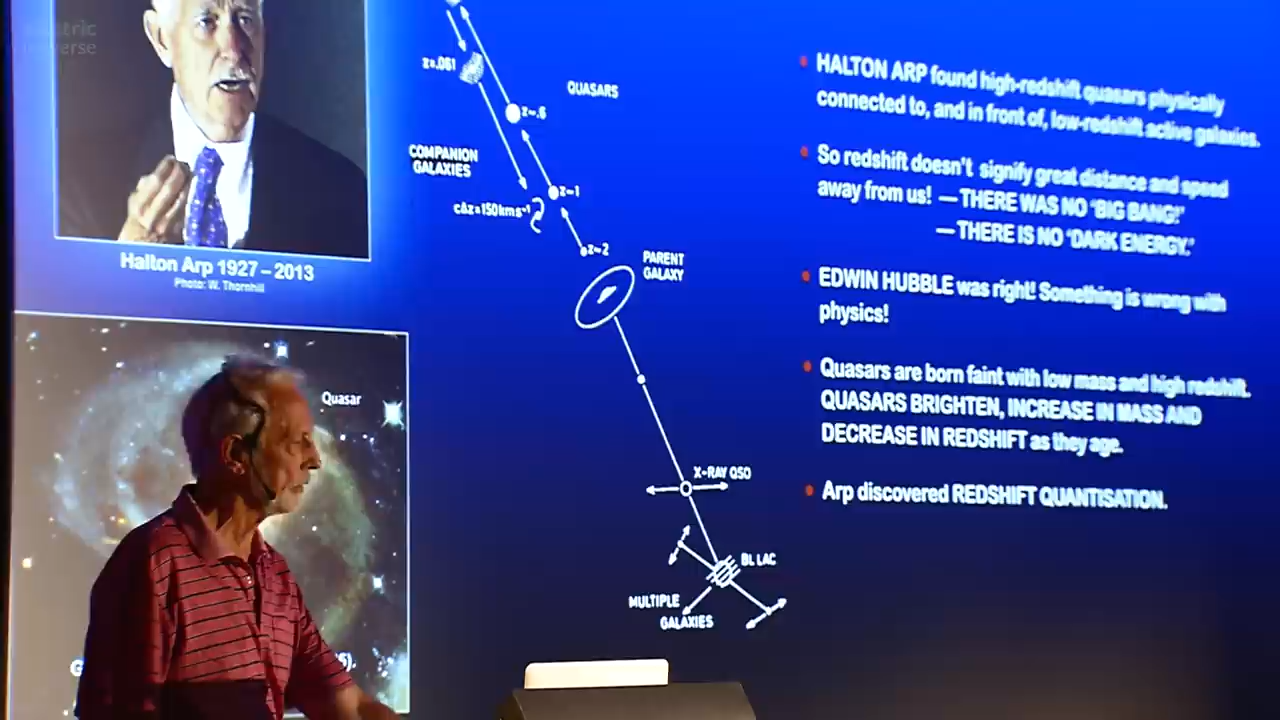 z=.061
QUASARS
z~.6
COMPANION
GALAXIES
z~1
cΔz=150kms⁻¹
z~2
PARENT
GALAXY
X-RAY QSO
BL LAC
MULTIPLE
GALAXIES
Halton Arp 1927 – 2013
Photo: W. Thornhill
Quasar
• HALTON ARP found high-redshift quasars physically
connected to, and in front of, low-redshift active galaxies.
• So redshift doesn't signify great distance and speed
away from us! — THERE WAS NO 'BIG BANG!'
— THERE IS NO 'DARK ENERGY.'
• EDWIN HUBBLE was right! Something is wrong with
physics!
• Quasars are born faint with low mass and high redshift.
QUASARS BRIGHTEN, INCREASE IN MASS AND
DECREASE IN REDSHIFT as they age.
• Arp discovered REDSHIFT QUANTISATION.